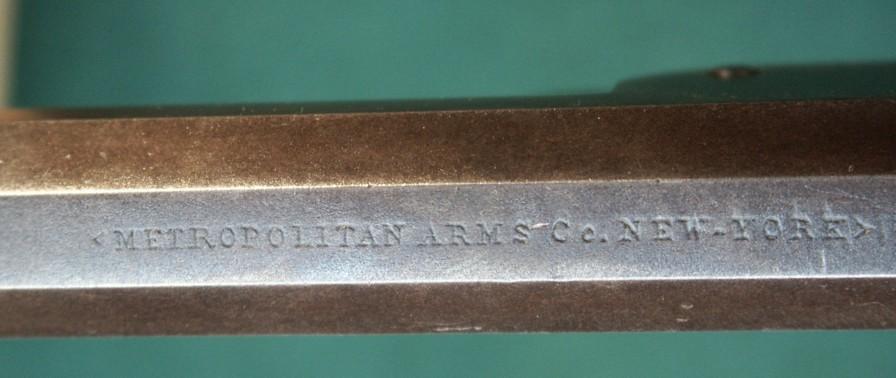 <METROPOLITAN ARMS Co. NEW-YORK>